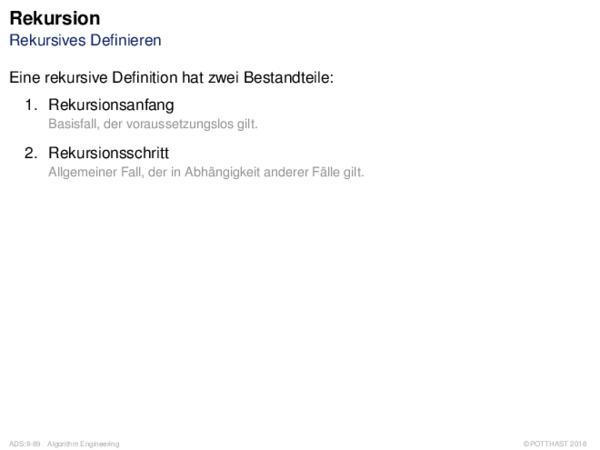 Rekursion
Rekursives Definieren
Eine rekursive Definition hat zwei Bestandteile:
1. Rekursionsanfang
Basisfall, der voraussetzungslos gilt.
2. Rekursionsschritt
Allgemeiner Fall, der in Abhängigkeit anderer Fälle gilt.
ADS:II-89 Algorithm Engineering
©POTTHAST 2018